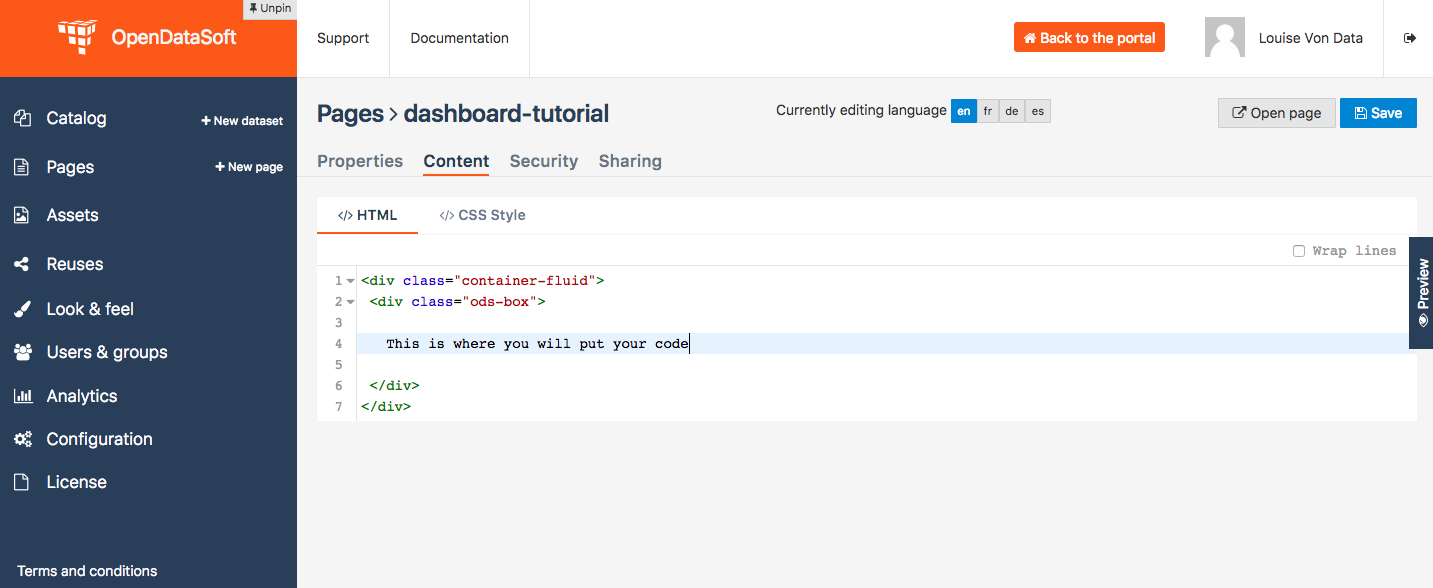 Unpin
OpenDataSoft
Support
Documentation
Back to the portal
Louise Von Data
Catalog
+ New dataset
Pages
+ New page
Assets
Reuses
Look & feel
Users & groups
Analytics
Configuration
License
Terms and conditions
Pages > dashboard-tutorial
Currently editing language en fr de es
Open page
Save
Properties Content Security Sharing
</> HTML </> CSS Style
Wrap lines
Preview
1 <div class="container-fluid">
2 <div class="ods-box">
3
4 This is where you will put your code
5
6 </div>
7 </div>